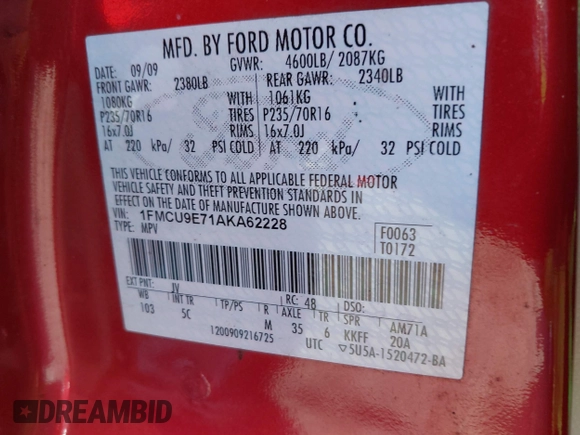 MFD. BY FORD MOTOR CO.
DATE: 09/09 GVWR: 4600LB/ 2087KG
FRONT GAWR: 2380LB REAR GAWR: 2340LB
1080KG WITH 1061KG WITH
P235/70R16 TIRES P235/70R16 TIRES
16x7.0J RIMS 16x7.0J RIMS
AT 220 kPa/ 32 PSI COLD AT 220 kPa/ 32 PSI COLD
THIS VEHICLE CONFORMS TO ALL APPLICABLE FEDERAL MOTOR
VEHICLE SAFETY AND THEFT PREVENTION STANDARDS IN
EFFECT ON THE DATE OF MANUFACTURE SHOWN ABOVE.
VIN: 1FMCU9E71AKA62228
TYPE: MPV
F0063
T0172
EXT PNT: JV RC: 48 DSO:
WB INT TR TP/PS R AXLE TR SPR AM71A
103 5C M 35 6 KKFF 20A
1200909216725 UTC ▽5U5A-1520472-BA
DREAMBID